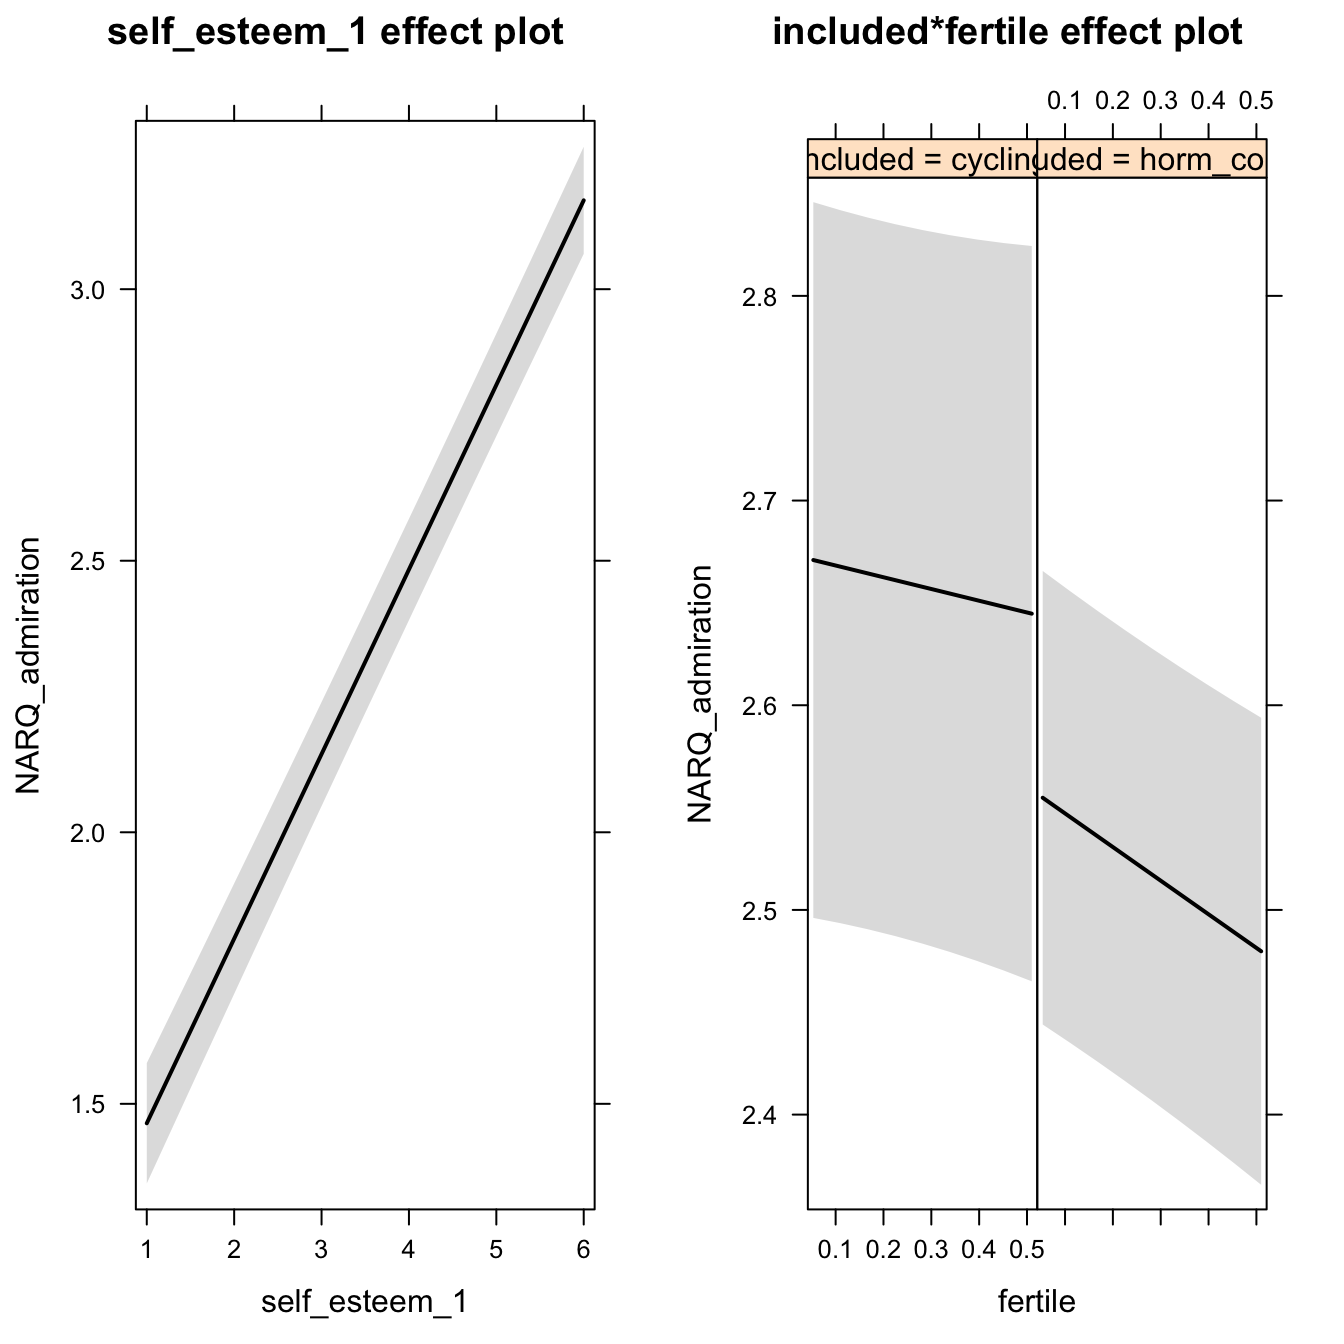 self_esteem_1 effect plot
3.0
2.5
2.0
1.5
NARQ_admiration
1 2 3 4 5 6
self_esteem_1
included*fertile effect plot
0.1 0.2 0.3 0.4 0.5
ncluded = cycling
uded = horm_co
2.8
2.7
2.6
2.5
2.4
NARQ_admiration
0.1 0.2 0.3 0.4 0.5
fertile